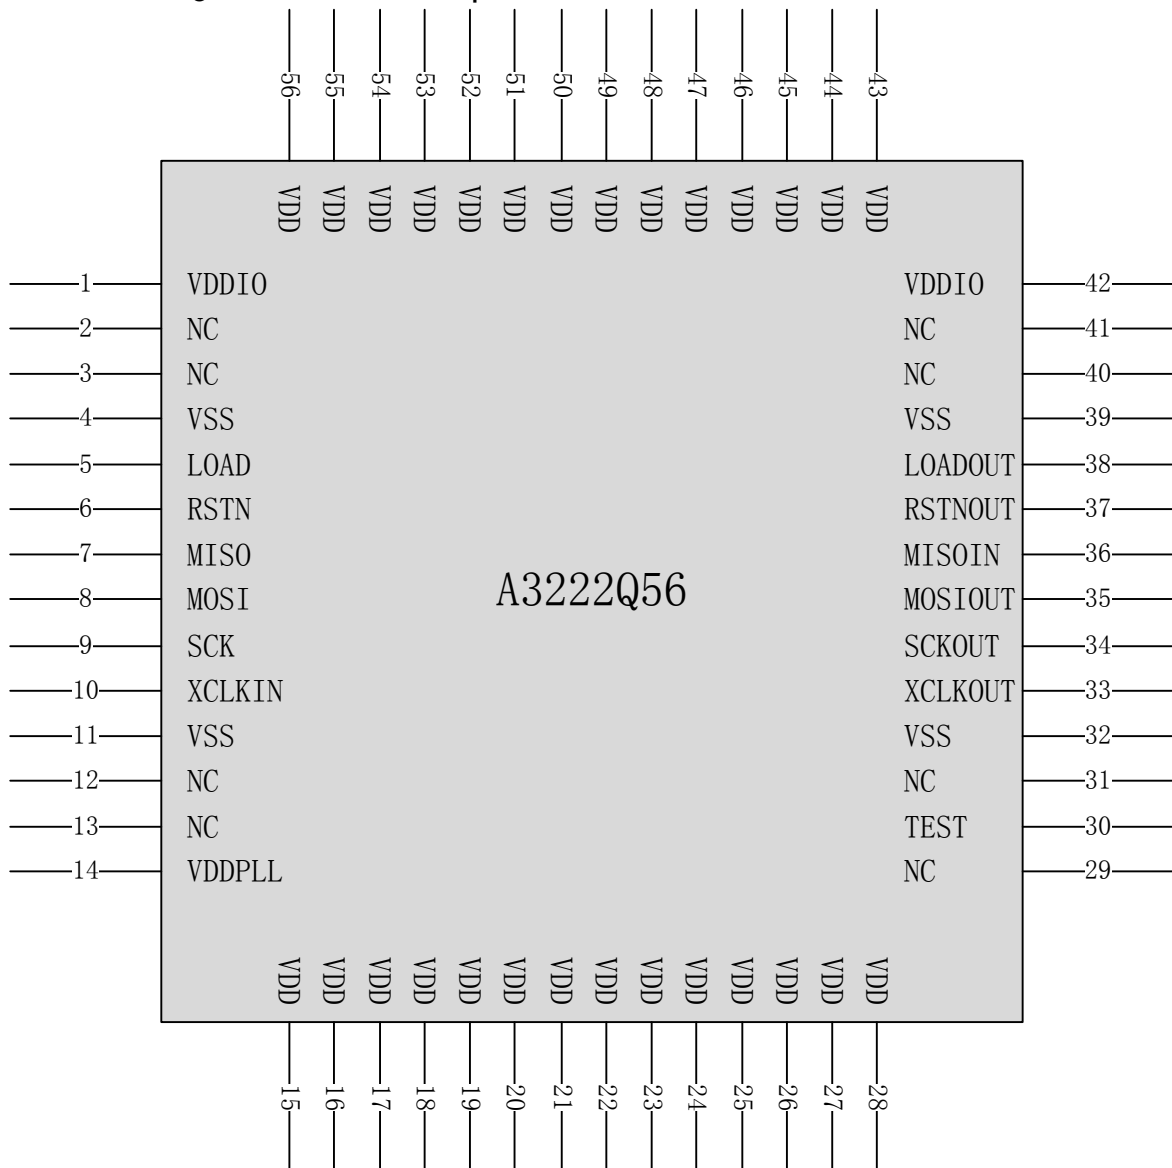 56 55 54 53 52 51 50 49 48 47 46 45 44 43
VDD VDD VDD VDD VDD VDD VDD VDD VDD VDD VDD VDD VDD VDD
1 VDDIO VDDIO 42
2 NC NC 41
3 NC NC 40
4 VSS VSS 39
5 LOAD LOADOUT 38
6 RSTN RSTNOUT 37
7 MISO MISOIN 36
8 MOSI MOSIOUT 35
A3222Q56
9 SCK SCKOUT 34
10 XCLKIN XCLKOUT 33
11 VSS VSS 32
12 NC NC 31
13 NC TEST 30
14 VDDPLL NC 29
VDD VDD VDD VDD VDD VDD VDD VDD VDD VDD VDD VDD VDD VDD
15 16 17 18 19 20 21 22 23 24 25 26 27 28